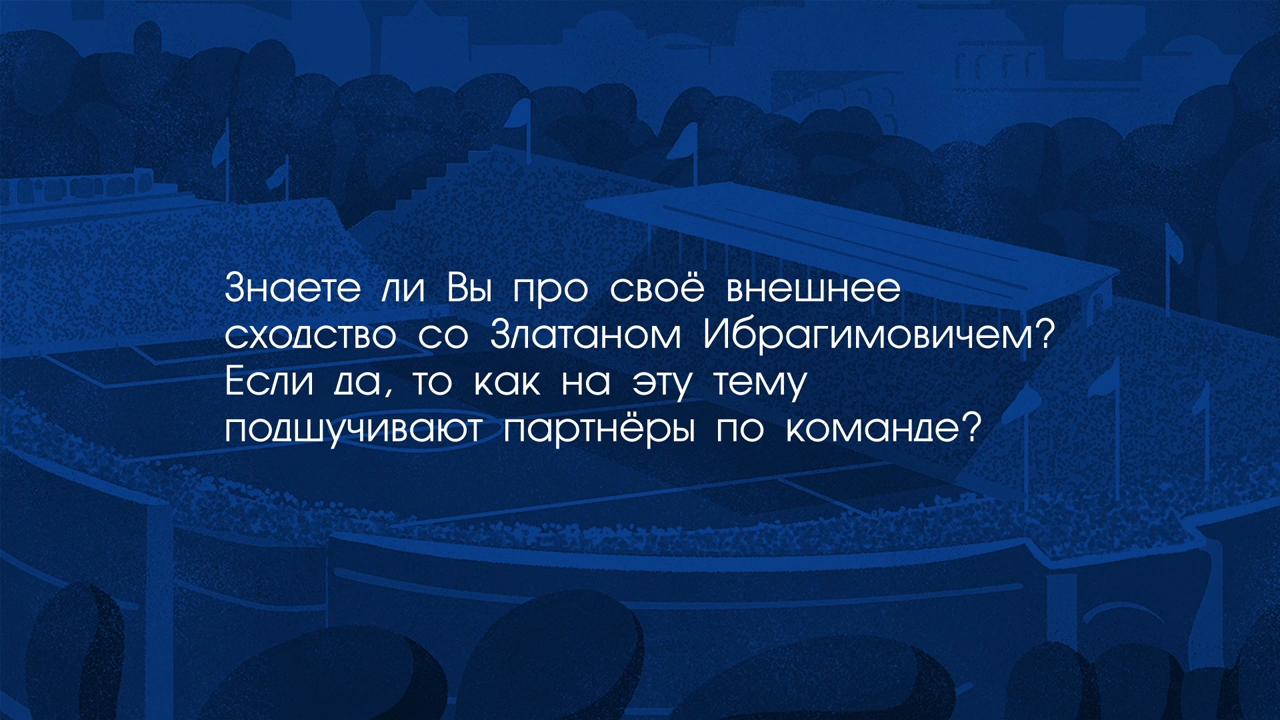 Знаете ли Вы про своё внешнее
сходство со Златаном Ибрагимовичем?
Если да, то как на эту тему
подшучивают партнёры по команде?